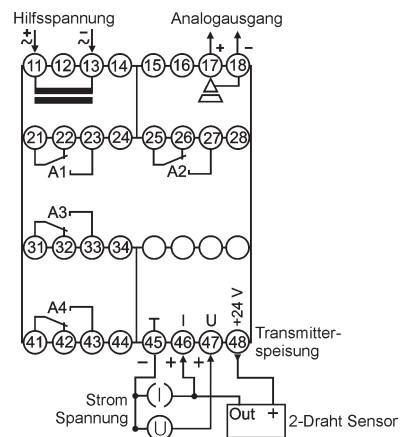 Hilfsspannung Analogausgang
~+ ~− + −
11 12 13 14 15 16 17 18
21 22 23 24 25 26 27 28
A1 A2
A3
31 32 33 34
A4
+24 V
I U
41 42 43 44 45 46 47 48
Transmitter-
speisung
− + +
Strom I
Spannung U
Out +
2-Draht Sensor